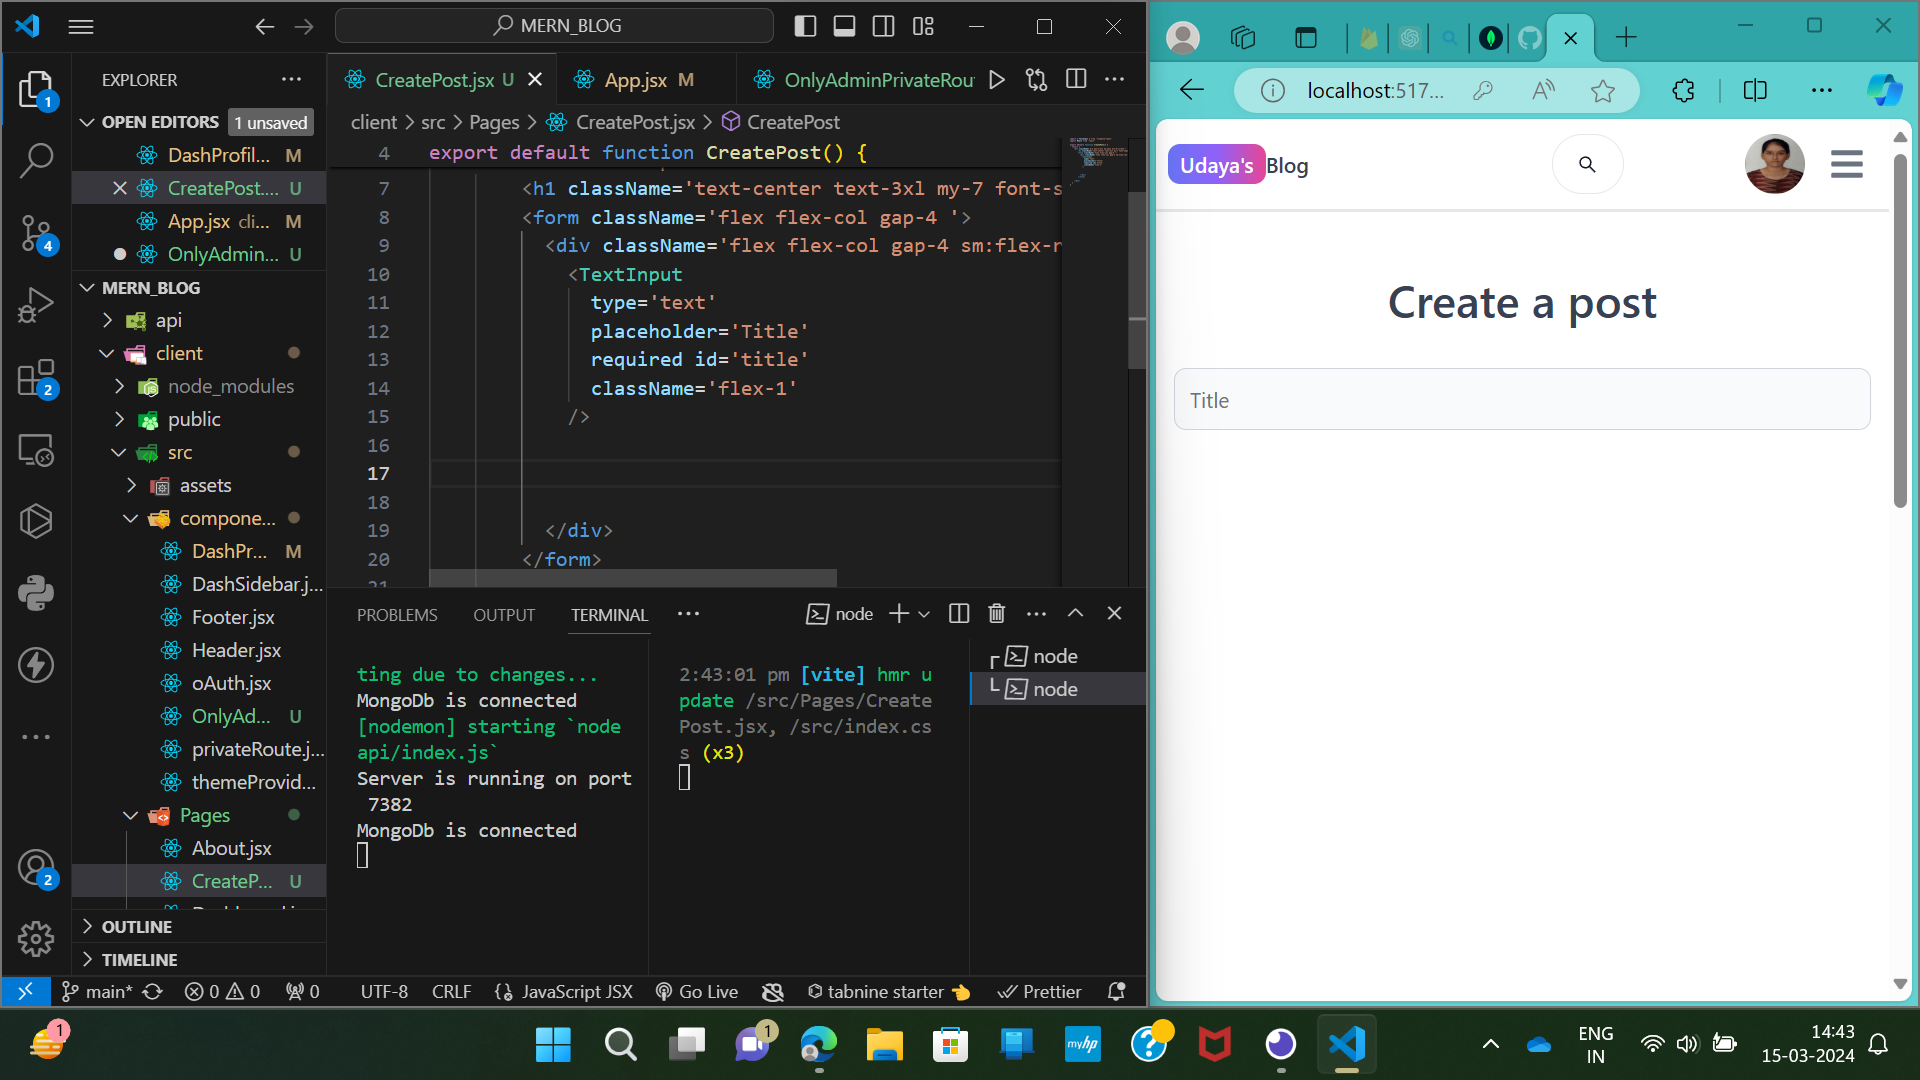 MERN_BLOG
EXPLORER
OPEN EDITORS 1 unsaved
DashProfil... M
CreatePost.... U
App.jsx cli... M
OnlyAdmin... U
MERN_BLOG
api
client
node_modules
public
src
assets
compone...
DashPr... M
DashSidebar.j...
Footer.jsx
Header.jsx
oAuth.jsx
OnlyAd... U
privateRoute.j...
themeProvid...
Pages
About.jsx
CreateP... U
OUTLINE
TIMELINE
1
4
2
2
CreatePost.jsx U
App.jsx M
OnlyAdminPrivateRou
client > src > Pages > CreatePost.jsx > CreatePost
4 export default function CreatePost() {
7 <h1 className='text-center text-3xl my-7 font-s
8 <form className='flex flex-col gap-4 '>
9 <div className='flex flex-col gap-4 sm:flex-r
10 <TextInput
11 type='text'
12 placeholder='Title'
13 required id='title'
14 className='flex-1'
15 />
16
17
18
19 </div>
20 </form>
21
PROBLEMS OUTPUT TERMINAL node
ting due to changes...
MongoDb is connected
[nodemon] starting `node
api/index.js`
Server is running on port
7382
MongoDb is connected
2:43:01 pm [vite] hmr u
pdate /src/Pages/Create
Post.jsx, /src/index.cs
s (x3)
node
node
main* 0 0 0 UTF-8 CRLF JavaScript JSX Go Live tabnine starter Prettier
localhost:517...
Udaya's Blog
Create a post
Title
1
1
myhp
ENG
IN
14:43
15-03-2024